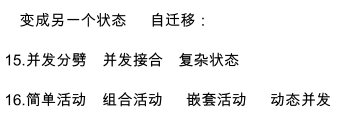 变成另一个状态 自迁移：
15.并发分劈 并发接合 复杂状态
16.简单活动 组合活动 嵌套活动 动态并发